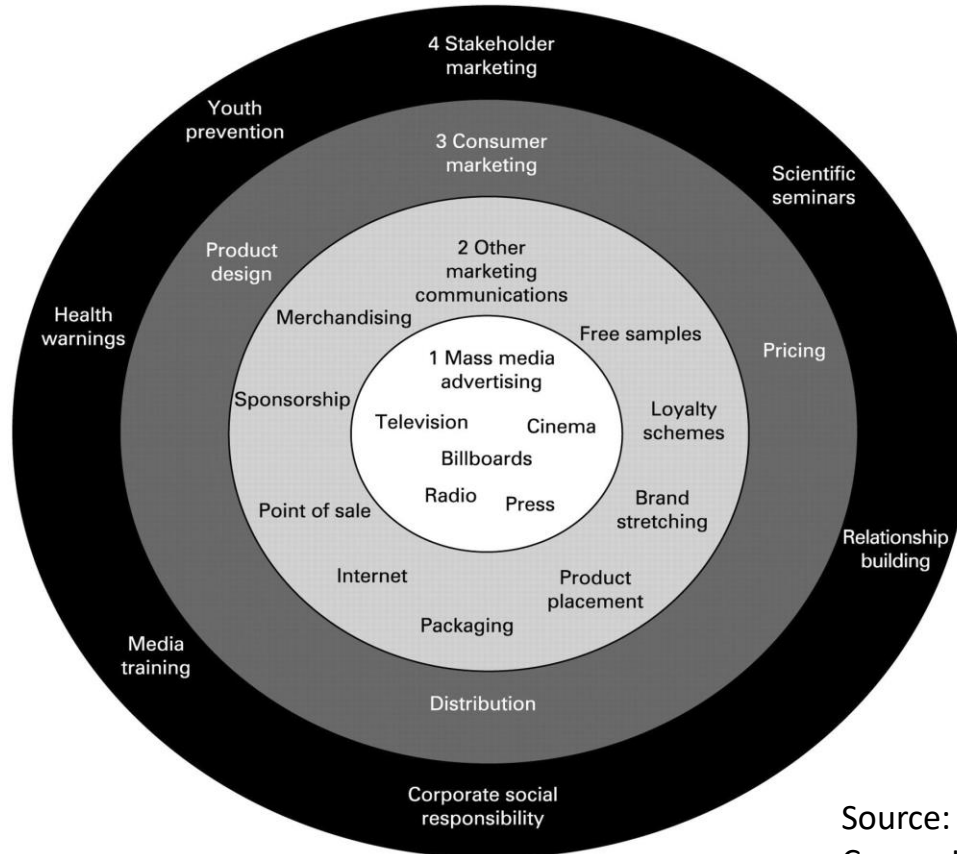 4 Stakeholder
marketing
Youth
prevention
3 Consumer
marketing
Scientific
seminars
Product
design
2 Other
marketing
communications
Health
warnings
Merchandising
Free samples
Pricing
1 Mass media
advertising
Sponsorship
Television
Cinema
Loyalty
schemes
Billboards
Radio
Press
Point of sale
Brand
stretching
Relationship
building
Internet
Product
placement
Packaging
Media
training
Distribution
Corporate social
responsibility
Source: